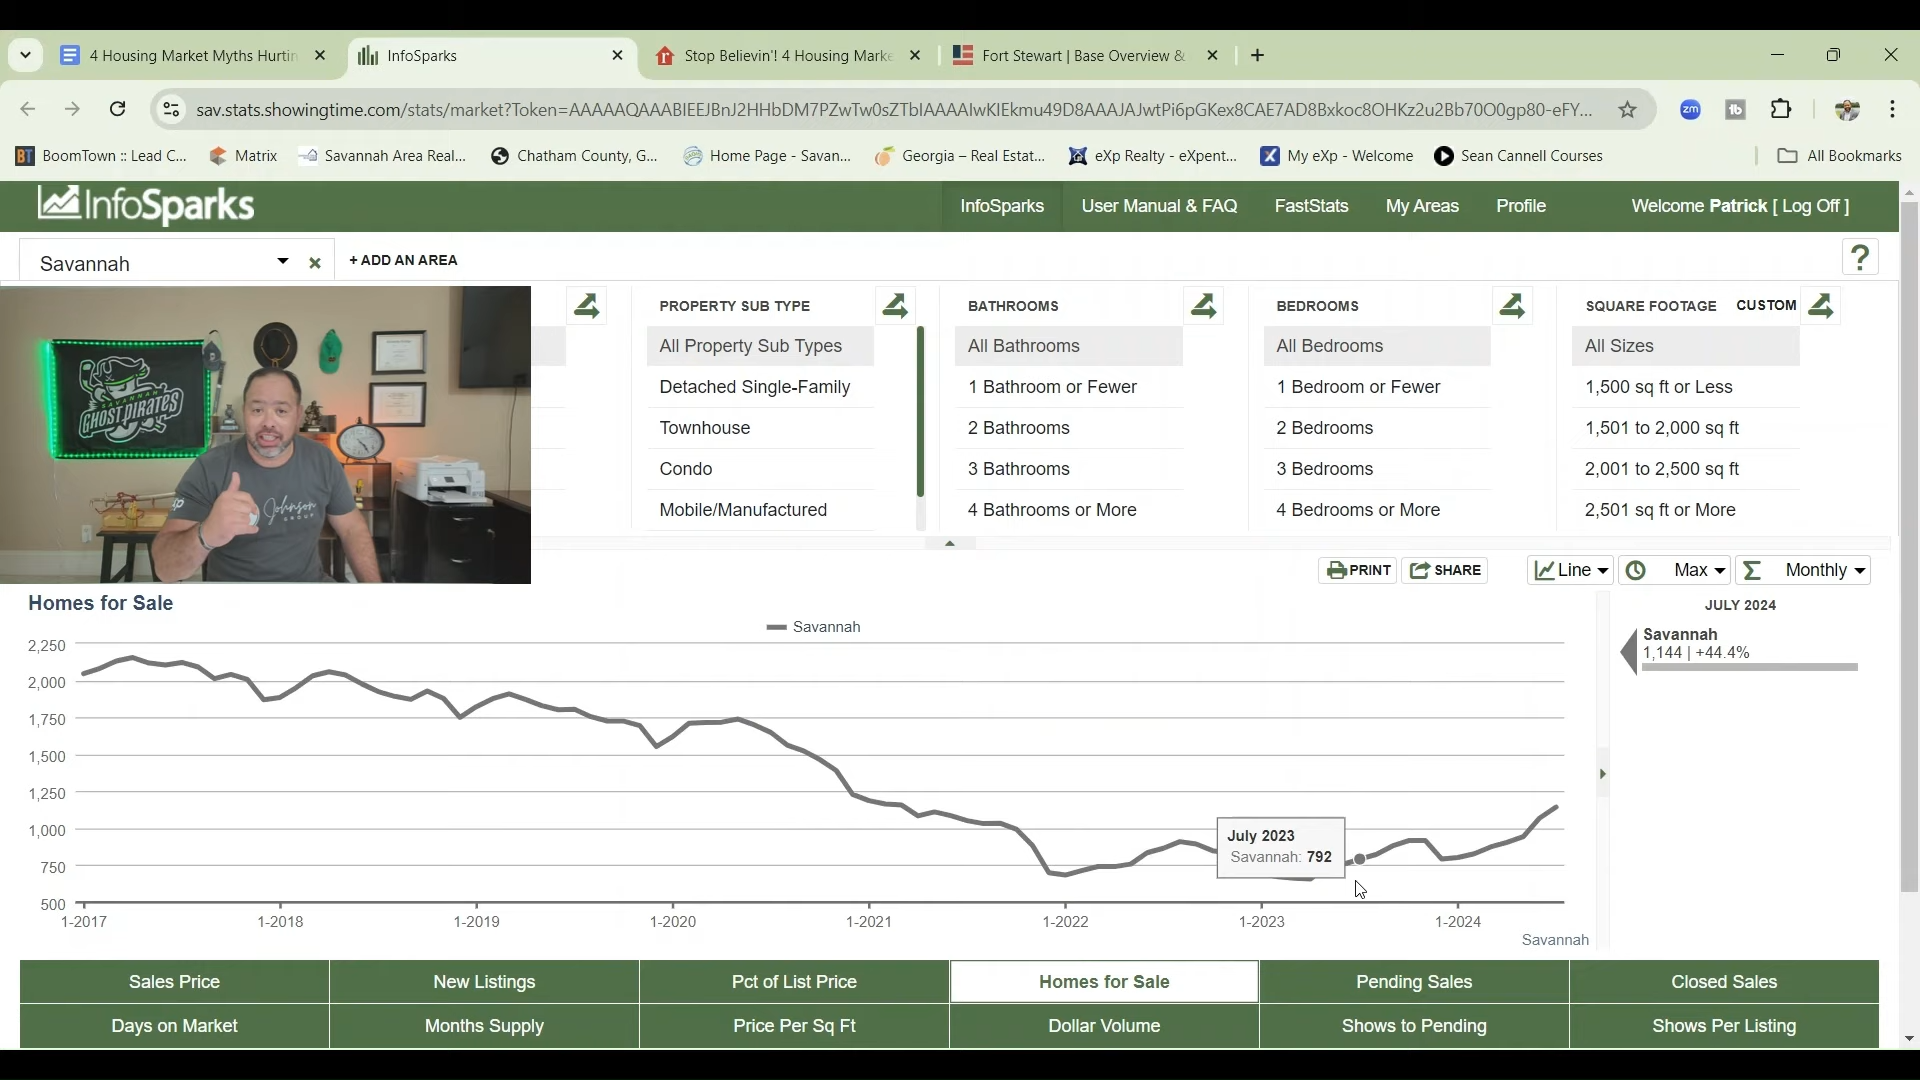 4 Housing Market Myths Hurtin
InfoSparks
Stop Believin'! 4 Housing Marke
Fort Stewart | Base Overview &
sav.stats.showingtime.com/stats/market?Token=AAAAAQAAABIEEJBnJ2HHbDM7PZwTw0sZTbIAAAAIwKIEkmu49D8AAAJAJwtPi6pGKex8CAE7AD8Bxkoc8OHKz2u2Bb70O0gp80-eFY...
zm
tb
BT BoomTown :: Lead C...
Matrix
Savannah Area Real...
Chatham County, G...
Home Page - Savan...
Georgia – Real Estat...
eXp Realty - eXpent...
X My eXp - Welcome
Sean Cannell Courses
All Bookmarks
InfoSparks
InfoSparks
User Manual & FAQ
FastStats
My Areas
Profile
Welcome Patrick [ Log Off ]
Savannah
+ ADD AN AREA
?
PROPERTY SUB TYPE
All Property Sub Types
Detached Single-Family
Townhouse
Condo
Mobile/Manufactured
BATHROOMS
All Bathrooms
1 Bathroom or Fewer
2 Bathrooms
3 Bathrooms
4 Bathrooms or More
BEDROOMS
All Bedrooms
1 Bedroom or Fewer
2 Bedrooms
3 Bedrooms
4 Bedrooms or More
SQUARE FOOTAGE CUSTOM
All Sizes
1,500 sq ft or Less
1,501 to 2,000 sq ft
2,001 to 2,500 sq ft
2,501 sq ft or More
SAVANNAH
GHOST PIRATES
Johnson
GROUP
PRINT
SHARE
Line
Max
Monthly
Homes for Sale
Savannah
2,250
2,000
1,750
1,500
1,250
1,000
750
500
1-2017
1-2018
1-2019
1-2020
1-2021
1-2022
1-2023
1-2024
July 2023
Savannah: 792
Savannah
JULY 2024
Savannah
1,144 | +44.4%
Sales Price
New Listings
Pct of List Price
Homes for Sale
Pending Sales
Closed Sales
Days on Market
Months Supply
Price Per Sq Ft
Dollar Volume
Shows to Pending
Shows Per Listing